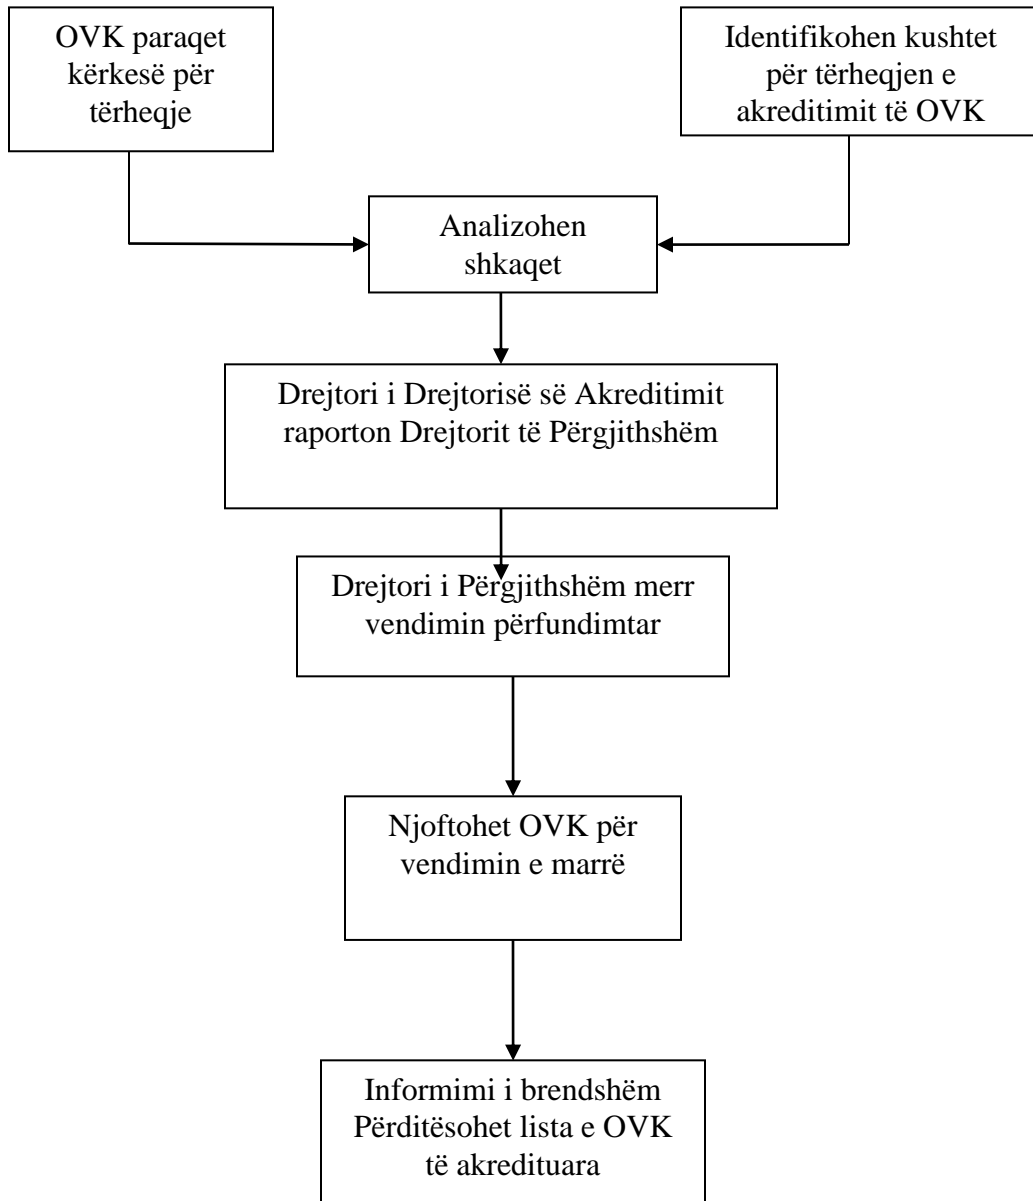 OVK paraqet
kërkesë për
tërheqje
Identifikohen kushtet
për tërheqjen e
akreditimit të OVK
Analizohen
shkaqet
Drejtori i Drejtorisë së Akreditimit
raporton Drejtorit të Përgjithshëm
Drejtori i Përgjithshëm merr
vendimin përfundimtar
Njoftohet OVK për
vendimin e marrë
Informimi i brendshëm
Përditësohet lista e OVK
të akredituara